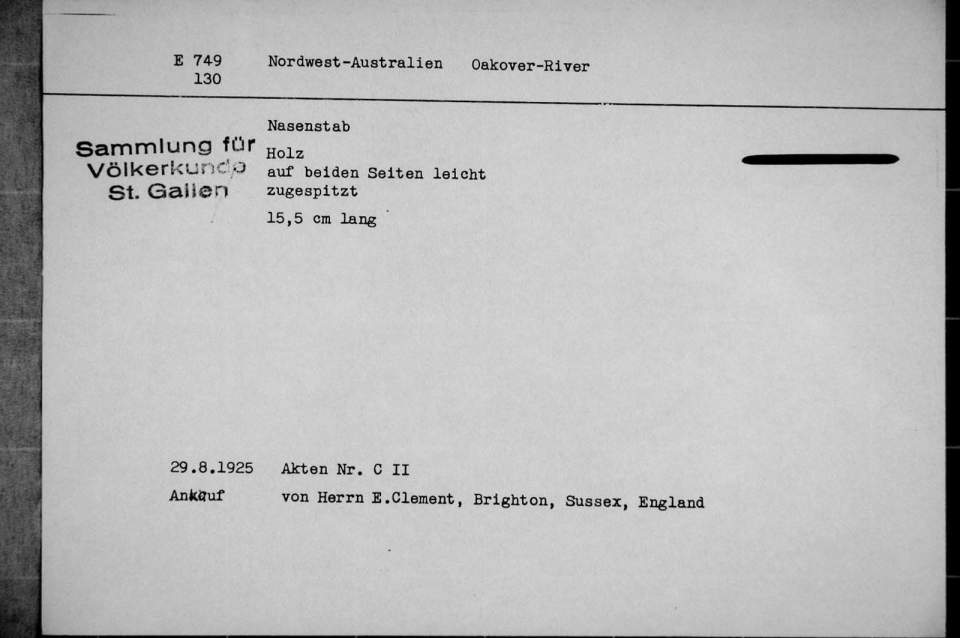 E 749 Nordwest-Australien Oakover-River
130
Nasenstab
Sammlung für
Völkerkunde
St. Gallen
Holz
auf beiden Seiten leicht
zugespitzt
15,5 cm lang
29.8.1925 Akten Nr. C II
Ankauf von Herrn E.Clement, Brighton, Sussex, England